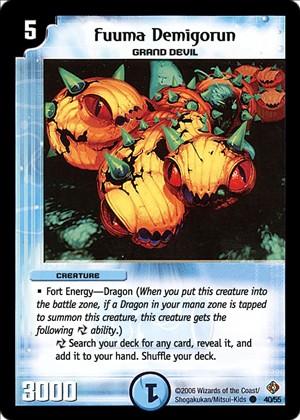 5
Fuuma Demigorun
GRAND DEVIL
CREATURE
▪ Fort Energy—Dragon (When you put this creature into
the battle zone, if a Dragon in your mana zone is tapped
to summon this creature, this creature gets the
following ability.)
Search your deck for any card, reveal it, and
add it to your hand. Shuffle your deck.
3000
1
©2006 Wizards of the Coast/
Shogakukan/Mitsui-Kids ● 40/55